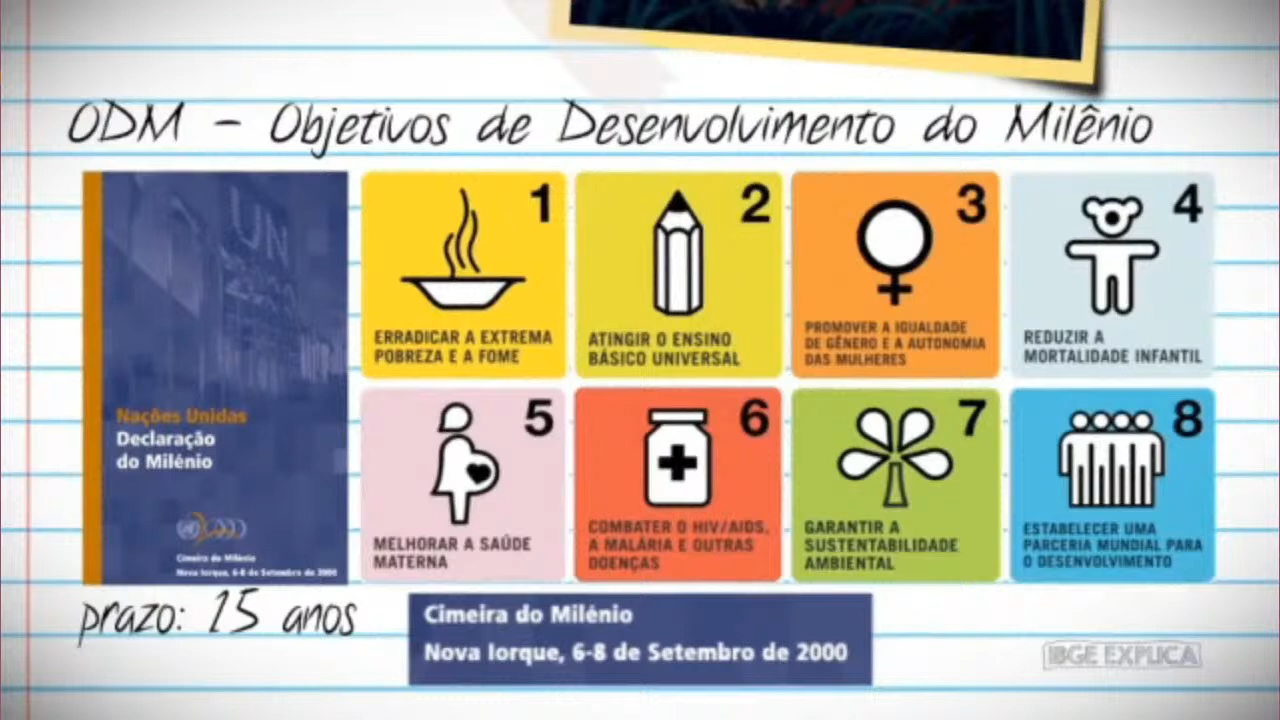 ODM - Objetivos de Desenvolvimento do Milênio
UN
Nações Unidas
Declaração
do Milénio
Cimeira do Milénio
Nova Iorque, 6-8 de Setembro de 2000
1
ERRADICAR A EXTREMA
POBREZA E A FOME
2
ATINGIR O ENSINO
BÁSICO UNIVERSAL
3
PROMOVER A IGUALDADE
DE GÊNERO E A AUTONOMIA
DAS MULHERES
4
REDUZIR A
MORTALIDADE INFANTIL
5
MELHORAR A SAÚDE
MATERNA
6
COMBATER O HIV/AIDS,
A MALÁRIA E OUTRAS
DOENÇAS
7
GARANTIR A
SUSTENTABILIDADE
AMBIENTAL
8
ESTABELECER UMA
PARCERIA MUNDIAL PARA
O DESENVOLVIMENTO
prazo: 15 anos
Cimeira do Milénio
Nova Iorque, 6-8 de Setembro de 2000
IBGE EXPLICA